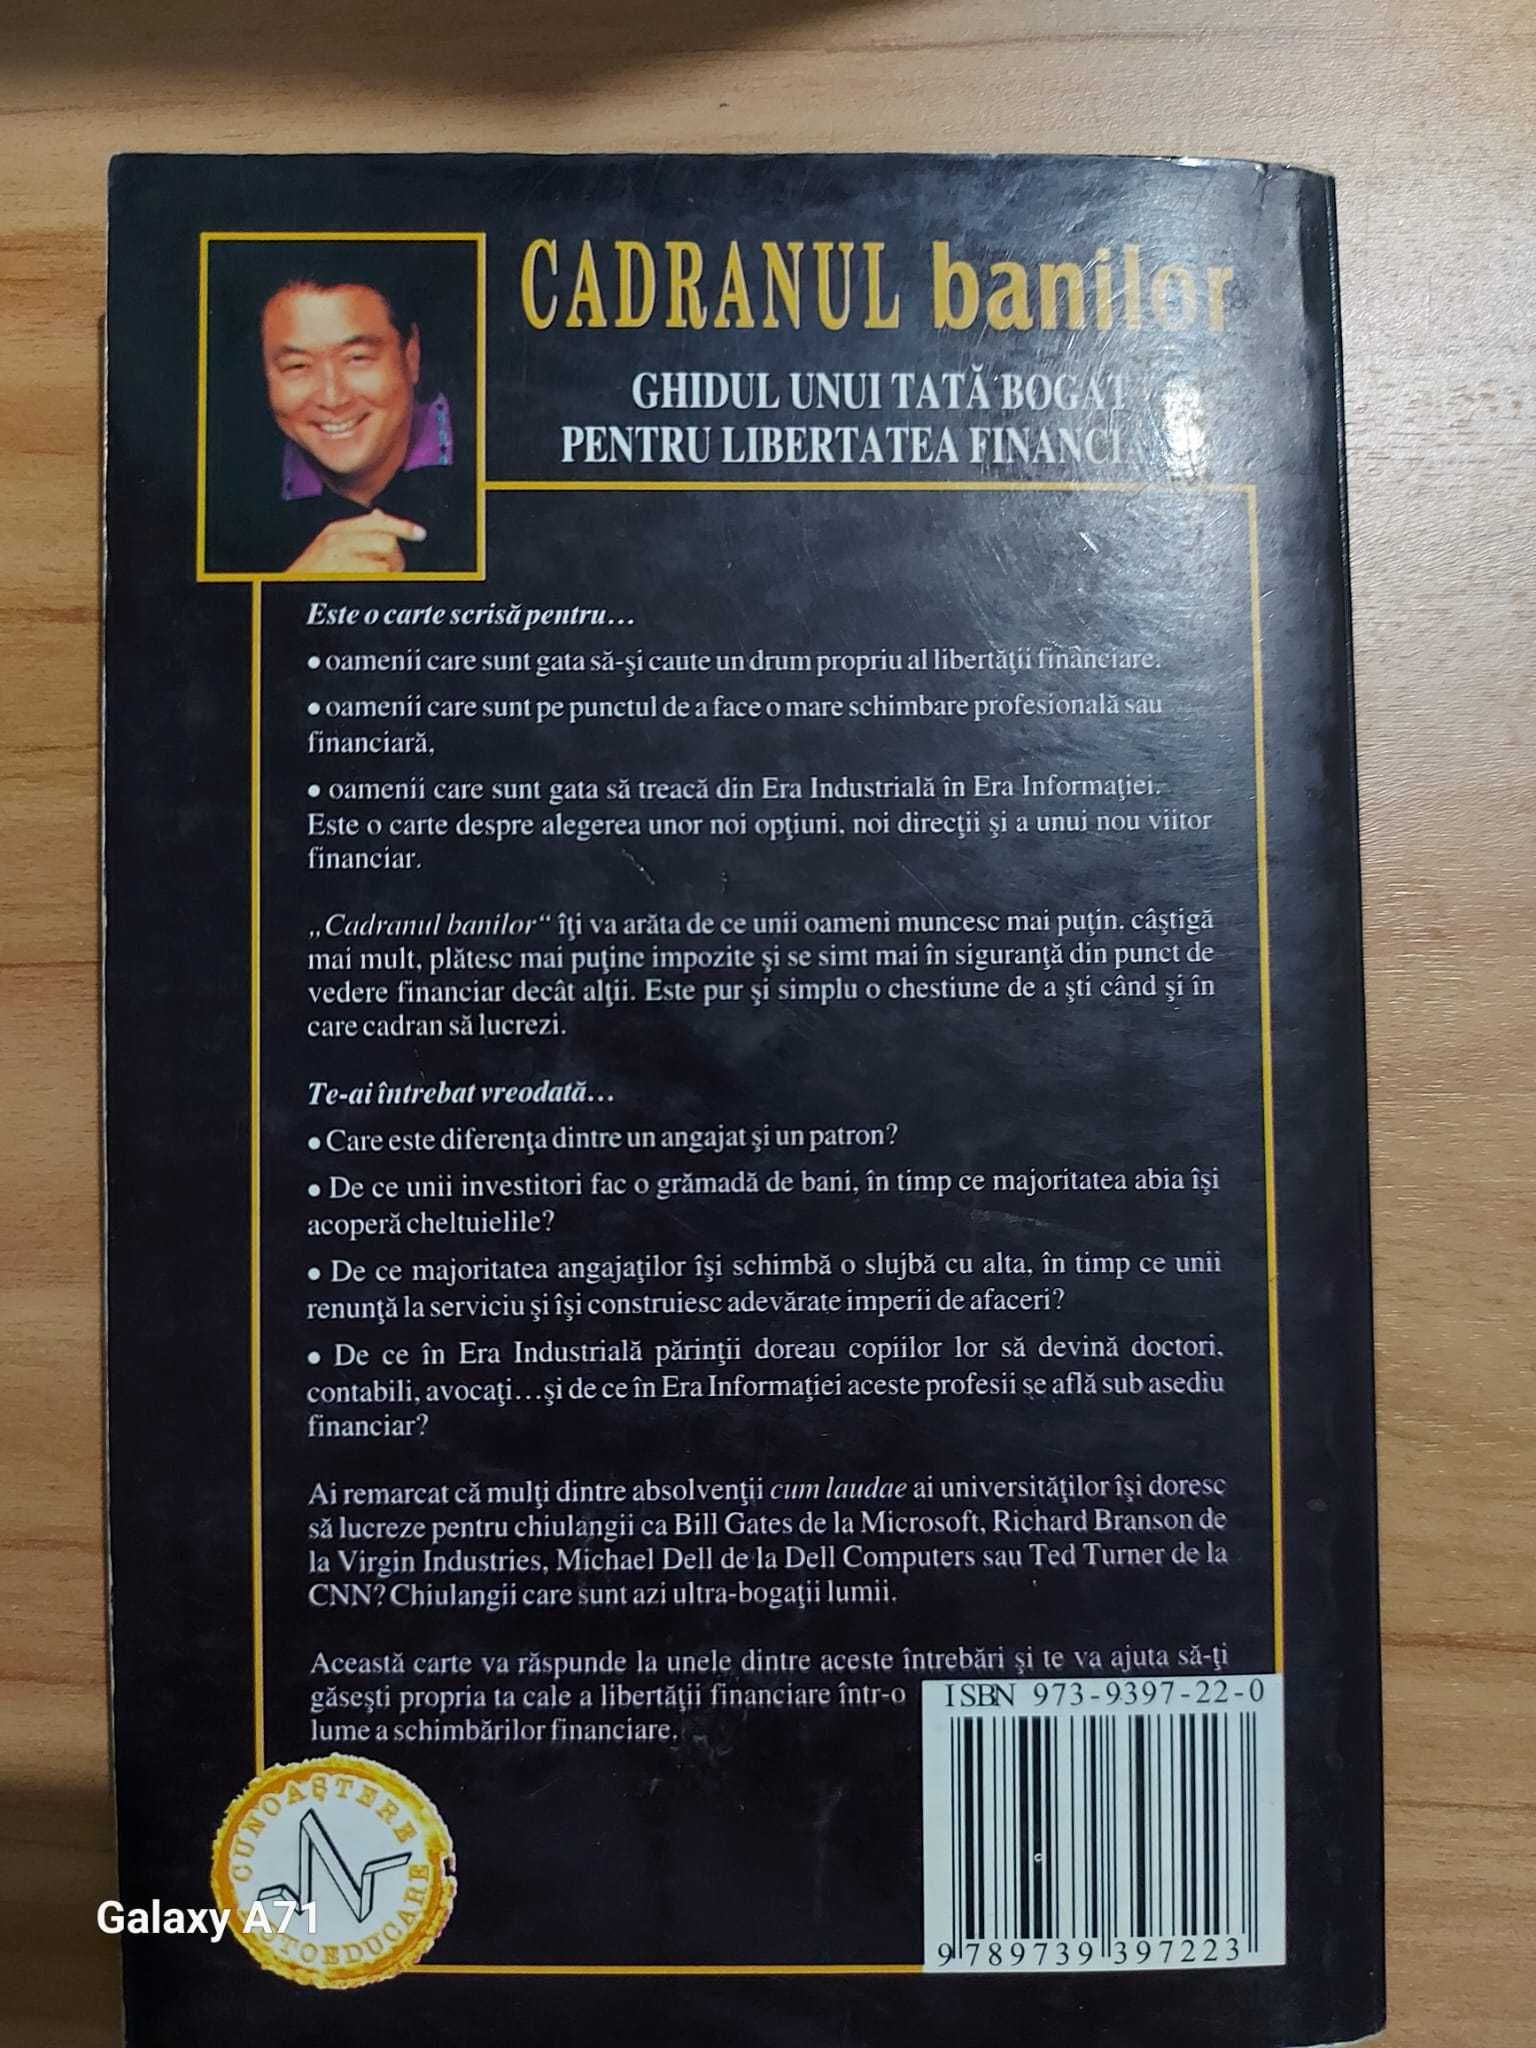 CADRANUL banilor
GHIDUL UNUI TATĂ BOGAT
PENTRU LIBERTATEA
Este o carte scrisă pentru…
• oamenii care sunt gata să-şi caute un drum propriu al libertăţii financiare.
• oamenii care sunt pe punctul de a face o mare schimbare profesională sau
financiară,
• oamenii care sunt gata să treacă din Era Industrială în Era Informaţiei.
Este o carte despre alegerea unor noi opţiuni, noi direcţii şi a unui nou viitor
financiar.
„Cadranul banilor“ îţi va arăta de ce unii oameni muncesc mai puţin. câştigă
mai mult, plătesc mai puţine impozite şi se simt mai în siguranţă din punct de
vedere financiar decât alţii. Este pur şi simplu o chestiune de a şti când şi în
care cadran să lucrezi.
Te-ai întrebat vreodată…
• Care este diferenţa dintre un angajat şi un patron?
• De ce unii investitori fac o grămadă de bani, în timp ce majoritatea abia îşi
acoperă cheltuielile?
• De ce majoritatea angajaţilor îşi schimbă o slujbă cu alta, în timp ce unii
renunţă la serviciu şi îşi construiesc adevărate imperii de afaceri?
• De ce în Era Industrială părinţii doreau copiilor lor să devină doctori,
contabili, avocaţi…şi de ce în Era Informaţiei aceste profesii se află sub asediu
financiar?
Ai remarcat că mulţi dintre absolvenţii cum laudae ai universităţilor îşi doresc
să lucreze pentru chiulangii ca Bill Gates de la Microsoft, Richard Branson de
la Virgin Industries, Michael Dell de la Dell Computers sau Ted Turner de la
CNN? Chiulangii care sunt azi ultra-bogaţii lumii.
Această carte va răspunde la unele dintre aceste întrebări şi te va ajuta să-ţi
găseşti propria ta cale a libertăţii financiare într-o
lume a schimbărilor financiare.
ISBN 973-9397-22-0
9 789739 397223
CUNOAŞTERE
Galaxy A71